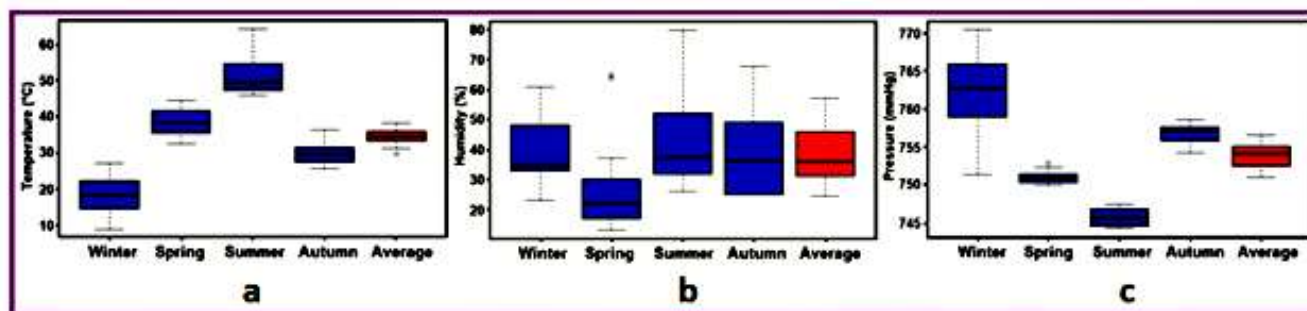 Temperature (°C)
60
50
40
30
20
10
Winter Spring Summer Autumn Average
a
Humidity (%)
80
70
60
50
40
30
20
Winter Spring Summer Autumn Average
b
Pressure (mmHg)
770
765
760
755
750
745
Winter Spring Summer Autumn Average
c